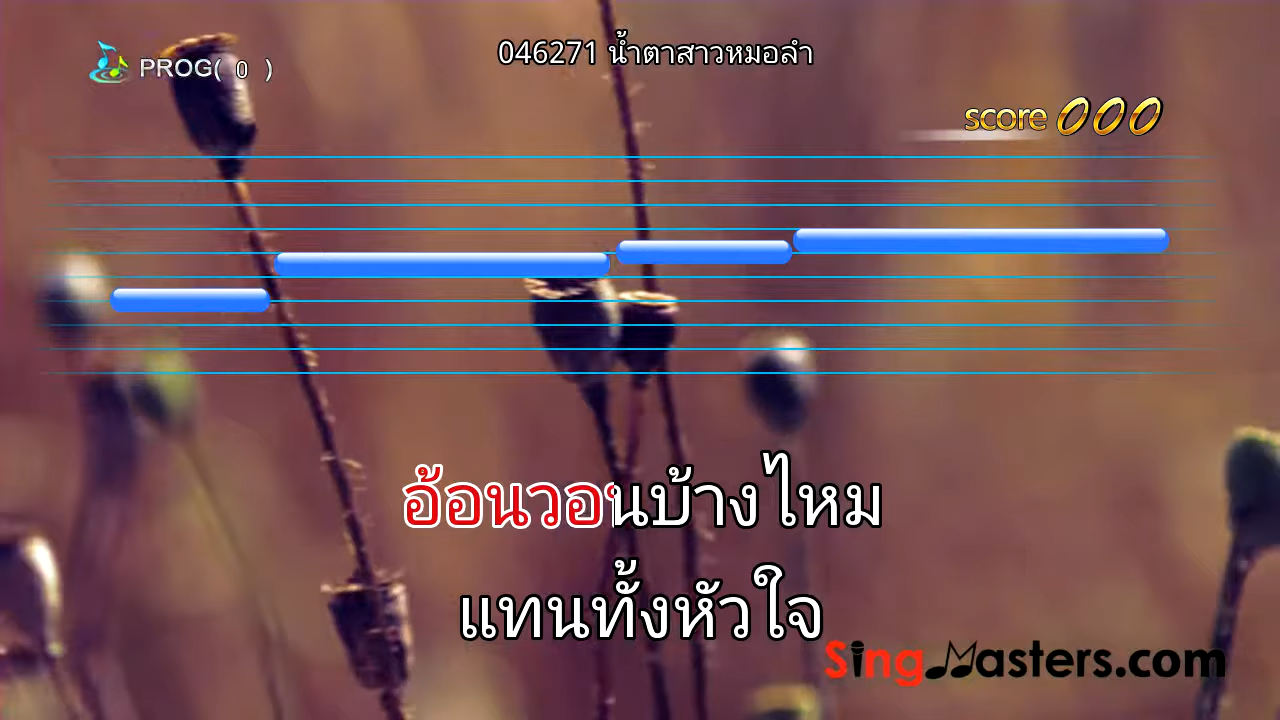 046271 น้ำตาสาวหมอลำ
PROG( 0 )
score 000
อ้อนวอนบ้างไหม
แทนทั้งหัวใจ
SingMasters.com